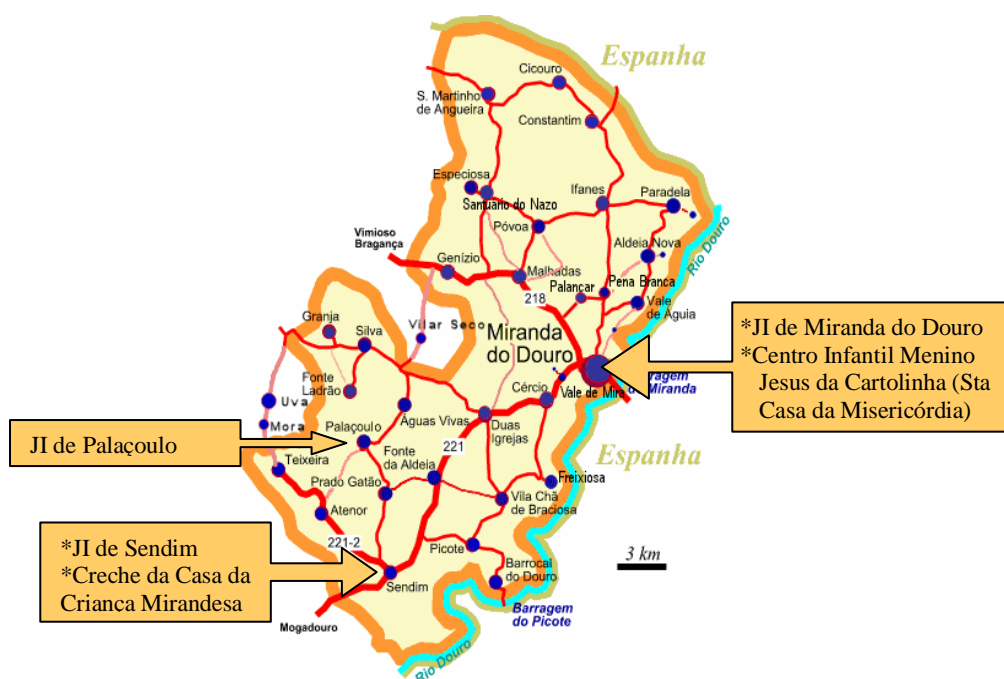 Espanha
Cicouro
S. Martinho
de Angueira
Constantim
Especiosa
Ifanes
Paradela
Santuario do Nazo
Póvoa
Rio Douro
Vimioso
Bragança
Aldeia Nova
Genízio
Malhadas
Palancar
Pena Branca
218
Vale
de Aguia
Granja
Silva
Vilar Seco
Miranda
do Douro
*JI de Miranda do Douro
*Centro Infantil Menino
Jesus da Cartolinha (Sta
Casa da Misericórdia)
Fonte
Ladrão
Cércio
Vale de Mira
Miranda
Uva
Mora
Palaçoulo
Aguas Vivas
Duas
Igrejas
JI de Palaçoulo
221
Espanha
Teixeira
Fonte
da Aldeia
Prado Gatão
Freixiosa
Vila Chã
de Braciosa
Atenor
221-2
Picote
3 km
*JI de Sendim
*Creche da Casa da
Crianca Mirandesa
Sendim
Barrocal
do Douro
Mogadouro
Barragem
do Picote
Rio Douro